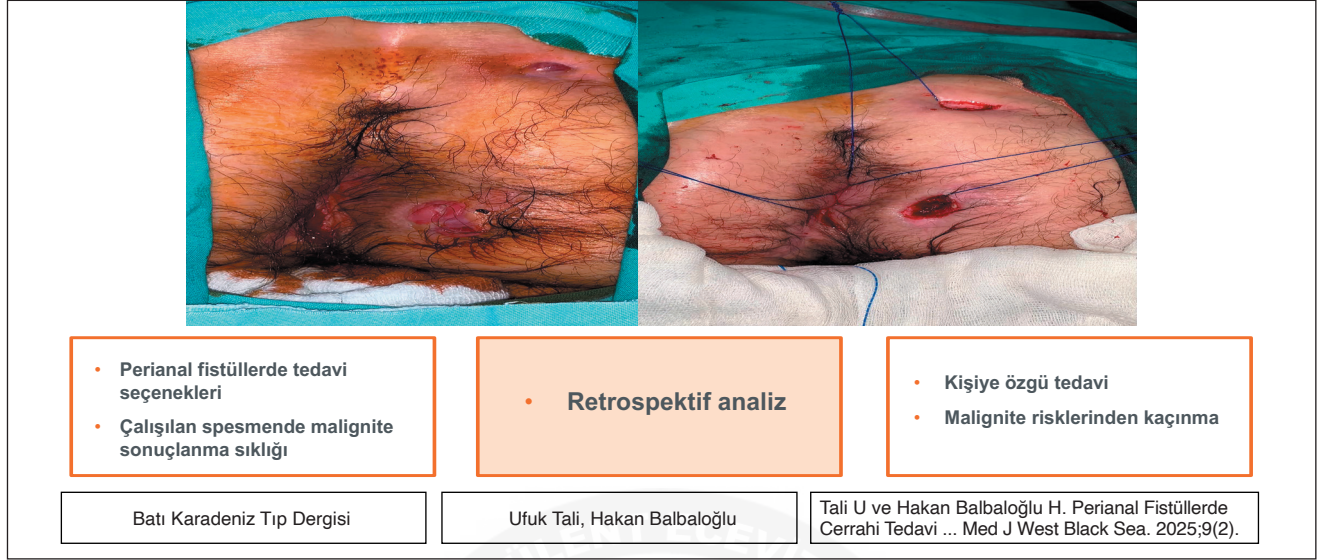 • Perianal fistüllerde tedavi
seçenekleri
• Çalışılan spesmende malignite
sonuçlanma sıklığı
• Retrospektif analiz
• Kişiye özgü tedavi
• Malignite risklerinden kaçınma
Batı Karadeniz Tıp Dergisi
Ufuk Tali, Hakan Balbaloğlu
Tali U ve Hakan Balbaloğlu H. Perianal Fistüllerde
Cerrahi Tedavi ... Med J West Black Sea. 2025;9(2).